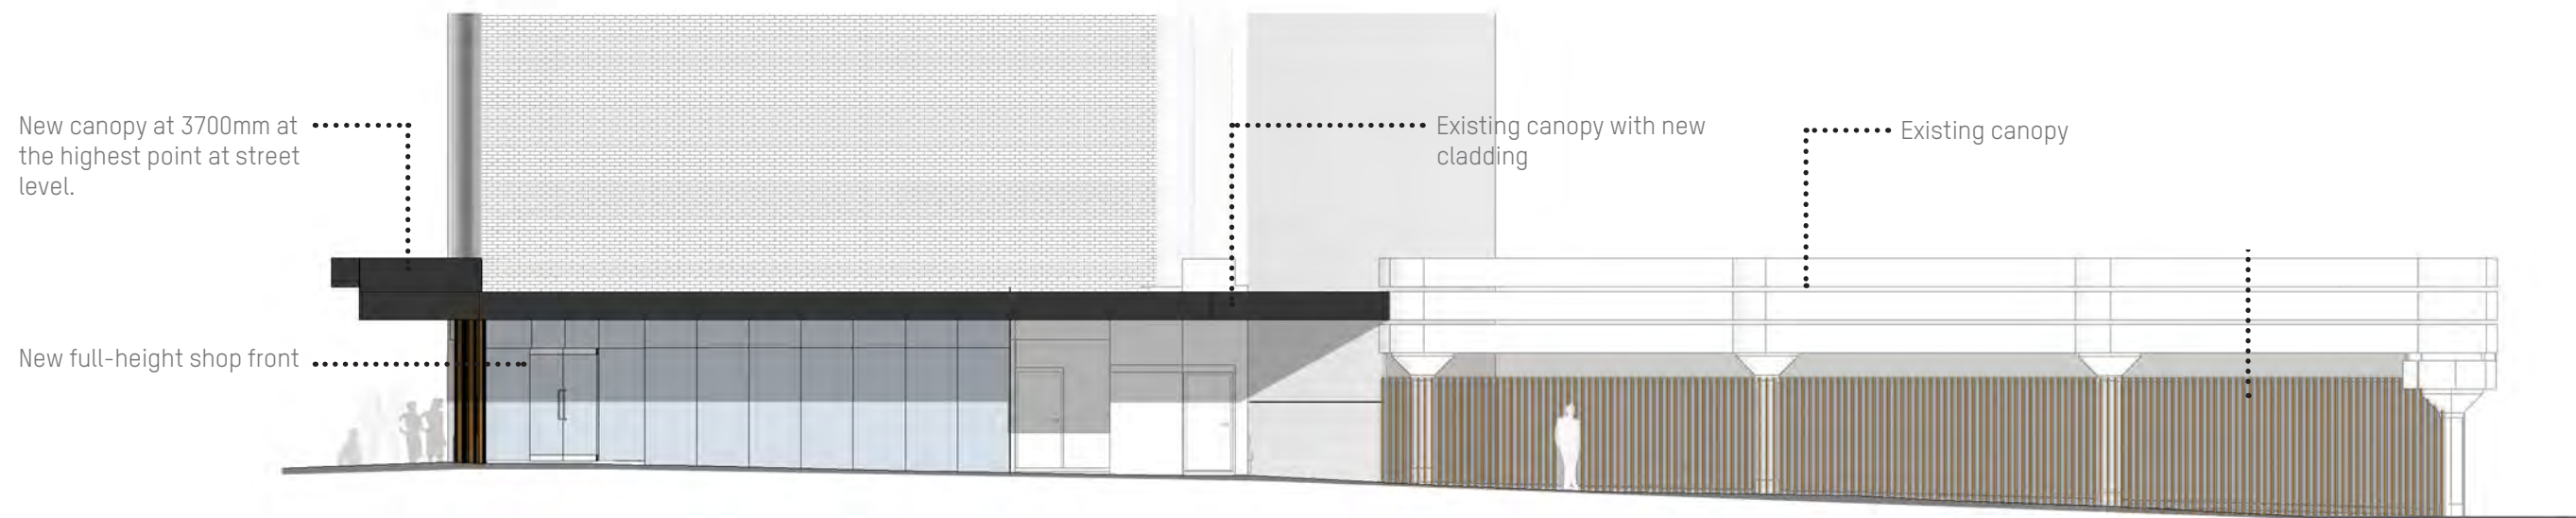 New canopy at 3700mm at
the highest point at street
level.
Existing canopy with new
cladding
Existing canopy
New full-height shop front